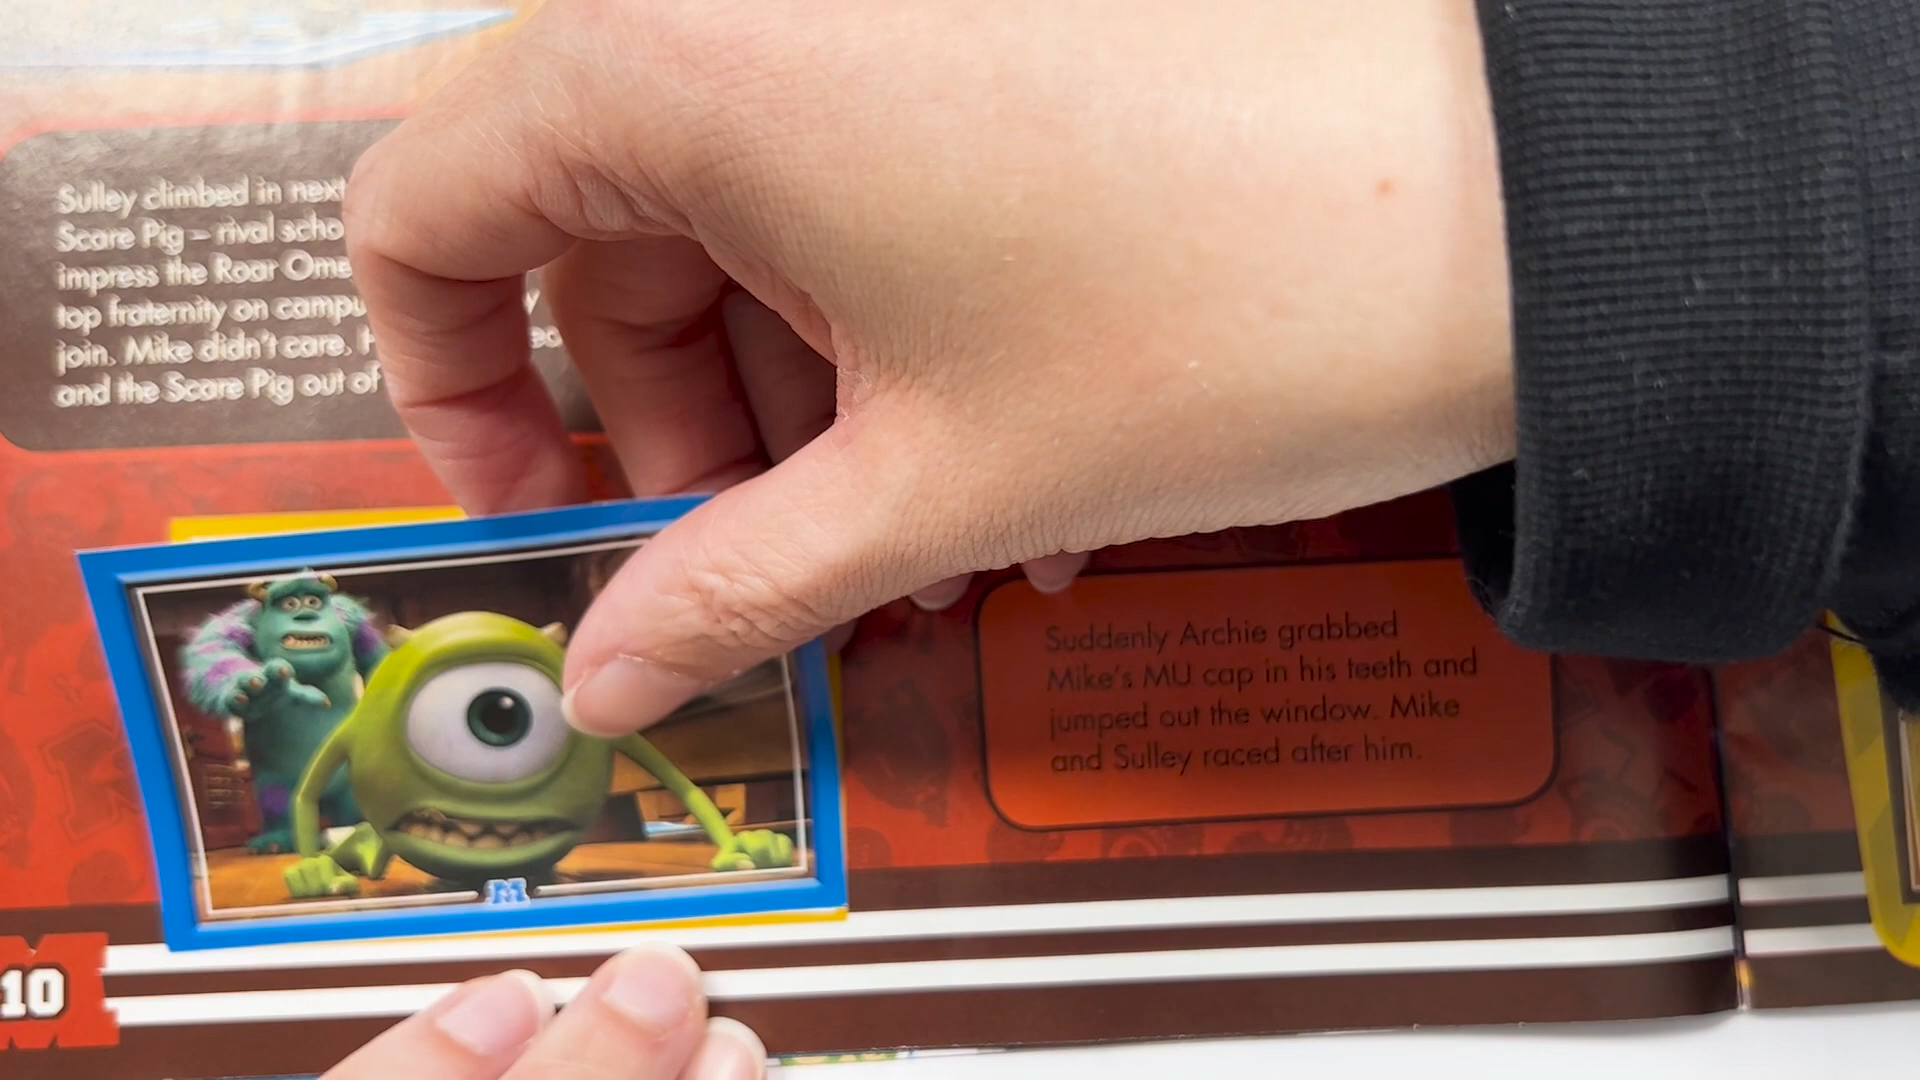 Sulley climbed in next
Scare Pig – rival scho
impress the Roar Ome
top fraternity on campu y
join. Mike didn't care. H
and the Scare Pig out of
Suddenly Archie grabbed
Mike's MU cap in his teeth and
jumped out the window. Mike
and Sulley raced after him.
M
10